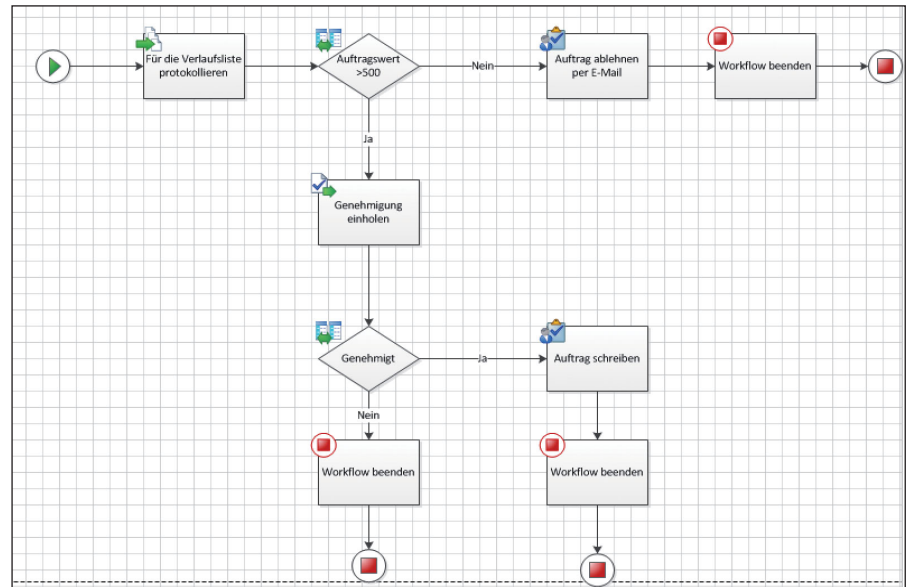 Für die Verlaufsliste
protokollieren
Auftragswert
>500
Nein
Auftrag ablehnen
per E-Mail
Workflow beenden
Ja
Genehmigung
einholen
Genehmigt
Ja
Auftrag schreiben
Nein
Workflow beenden
Workflow beenden